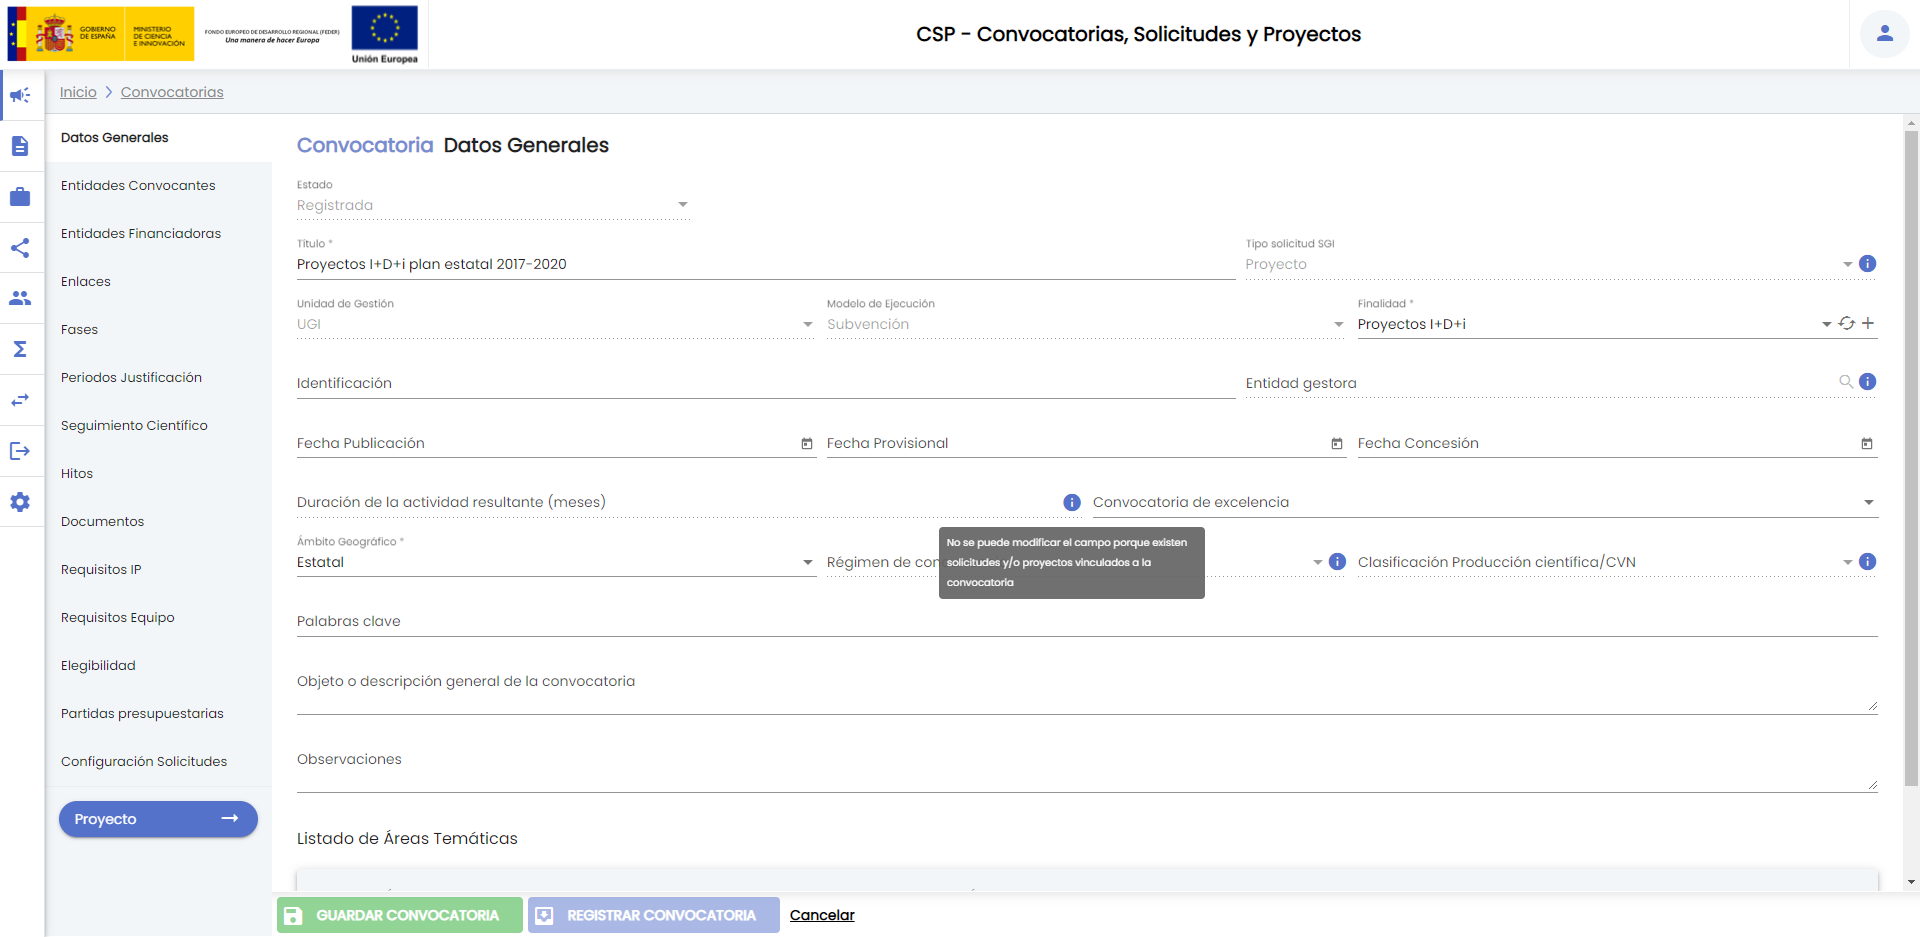 GOBIERNO
DE ESPAÑA
MINISTERIO
DE CIENCIA
E INNOVACIÓN
FONDO EUROPEO DE DESARROLLO REGIONAL (FEDER)
Una manera de hacer Europa
Unión Europea
CSP - Convocatorias, Solicitudes y Proyectos
Inicio
Convocatorias
Datos Generales
Entidades Convocantes
Entidades Financiadoras
Enlaces
Fases
Periodos Justificación
Seguimiento Científico
Hitos
Documentos
Requisitos IP
Requisitos Equipo
Elegibilidad
Partidas presupuestarias
Configuración Solicitudes
Proyecto
Convocatoria Datos Generales
Estado
Registrada
Título *
Proyectos I+D+i plan estatal 2017-2020
Tipo solicitud SGI
Proyecto
Unidad de Gestión
UGI
Modelo de Ejecución
Subvención
Finalidad *
Proyectos I+D+i
Identificación
Entidad gestora
Fecha Publicación
Fecha Provisional
Fecha Concesión
Duración de la actividad resultante (meses)
Convocatoria de excelencia
Ámbito Geográfico *
Estatal
Régimen de con
No se puede modificar el campo porque existen
solicitudes y/o proyectos vinculados a la
convocatoria
Clasificación Producción científica/CVN
Palabras clave
Objeto o descripción general de la convocatoria
Observaciones
Listado de Áreas Temáticas
GUARDAR CONVOCATORIA
REGISTRAR CONVOCATORIA
Cancelar